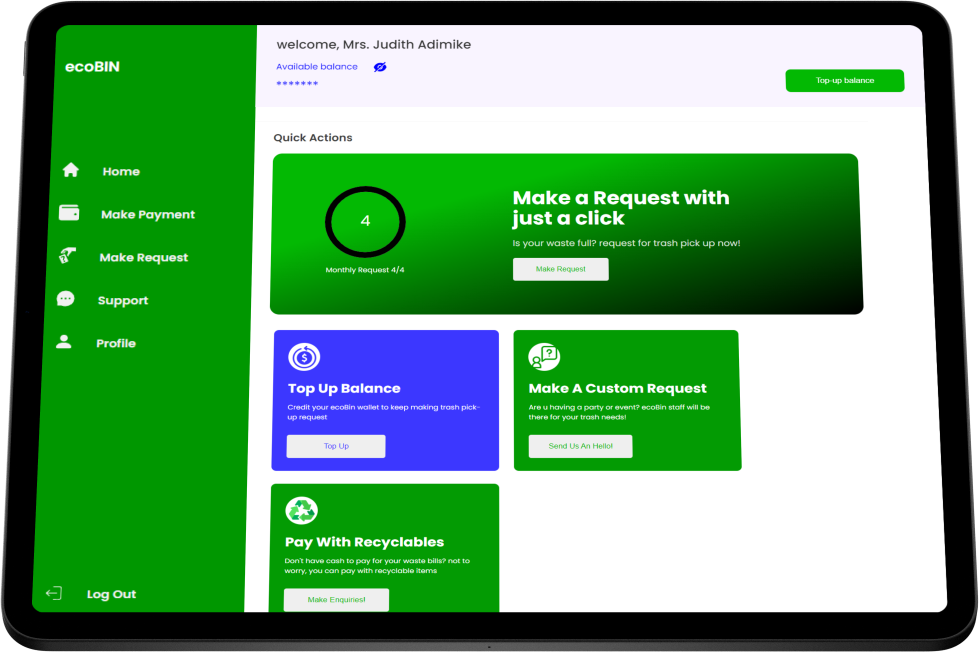 ecoBIN
Home
Make Payment
Make Request
Support
Profile
Log Out
welcome, Mrs. Judith Adimike
Available balance
*******
Top-up balance
Quick Actions
4
Monthly Request 4/4
Make a Request with
just a click
Is your waste full? request for trash pick up now!
Make Request
Top Up Balance
Credit your ecoBin wallet to keep making trash pick-
up request
Top Up
Make A Custom Request
Are u having a party or event? ecoBin staff will be
there for your trash needs!
Send Us An Hello!
Pay With Recyclables
Don't have cash to pay for your waste bills? not to
worry, you can pay with recyclable items
Make Enquiries!